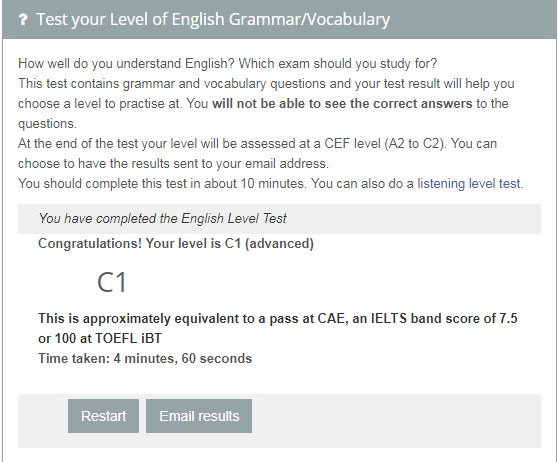 ? Test your Level of English Grammar/Vocabulary
How well do you understand English? Which exam should you study for?
This test contains grammar and vocabulary questions and your test result will help you
choose a level to practise at. You will not be able to see the correct answers to the
questions.
At the end of the test your level will be assessed at a CEF level (A2 to C2). You can
choose to have the results sent to your email address.
You should complete this test in about 10 minutes. You can also do a listening level test.
You have completed the English Level Test
Congratulations! Your level is C1 (advanced)
C1
This is approximately equivalent to a pass at CAE, an IELTS band score of 7.5
or 100 at TOEFL iBT
Time taken: 4 minutes, 60 seconds
Restart Email results